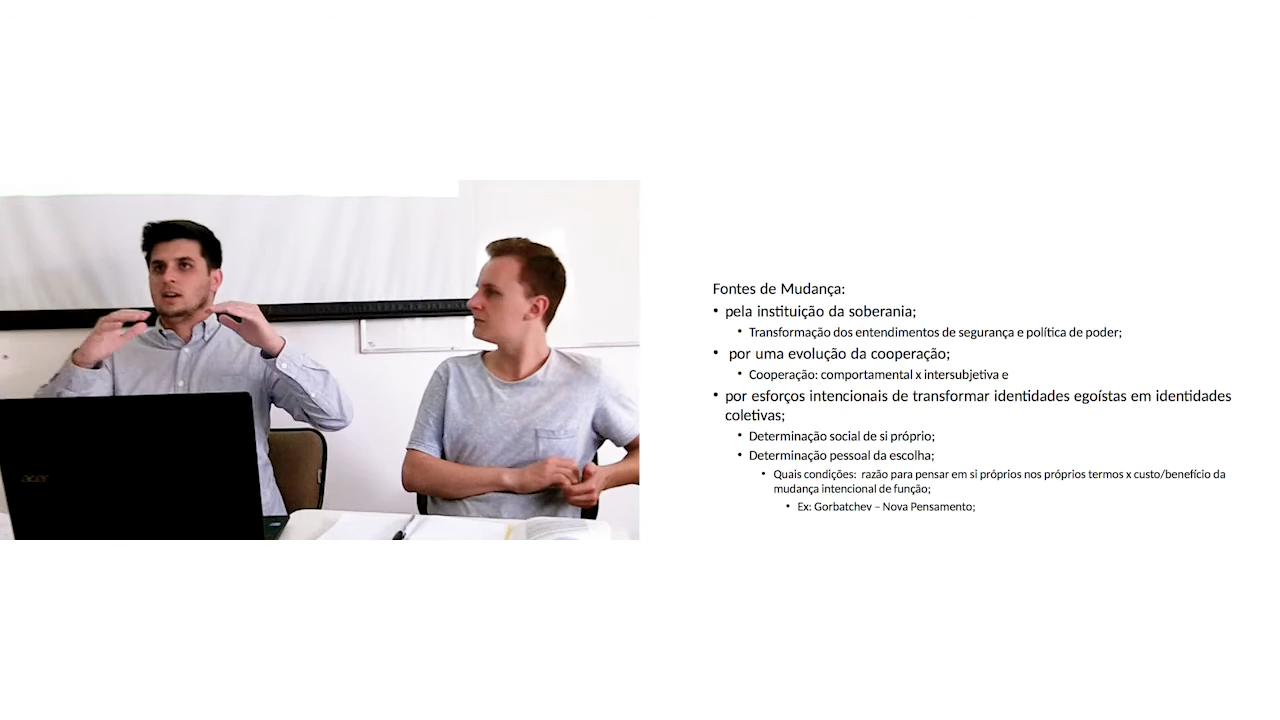 acer
Fontes de Mudança:
• pela instituição da soberania;
• Transformação dos entendimentos de segurança e política de poder;
• por uma evolução da cooperação;
• Cooperação: comportamental x intersubjetiva e
• por esforços intencionais de transformar identidades egoístas em identidades
coletivas;
• Determinação social de si próprio;
• Determinação pessoal da escolha;
• Quais condições: razão para pensar em si próprios nos próprios termos x custo/benefício da
mudança intencional de função;
• Ex: Gorbatchev – Nova Pensamento;